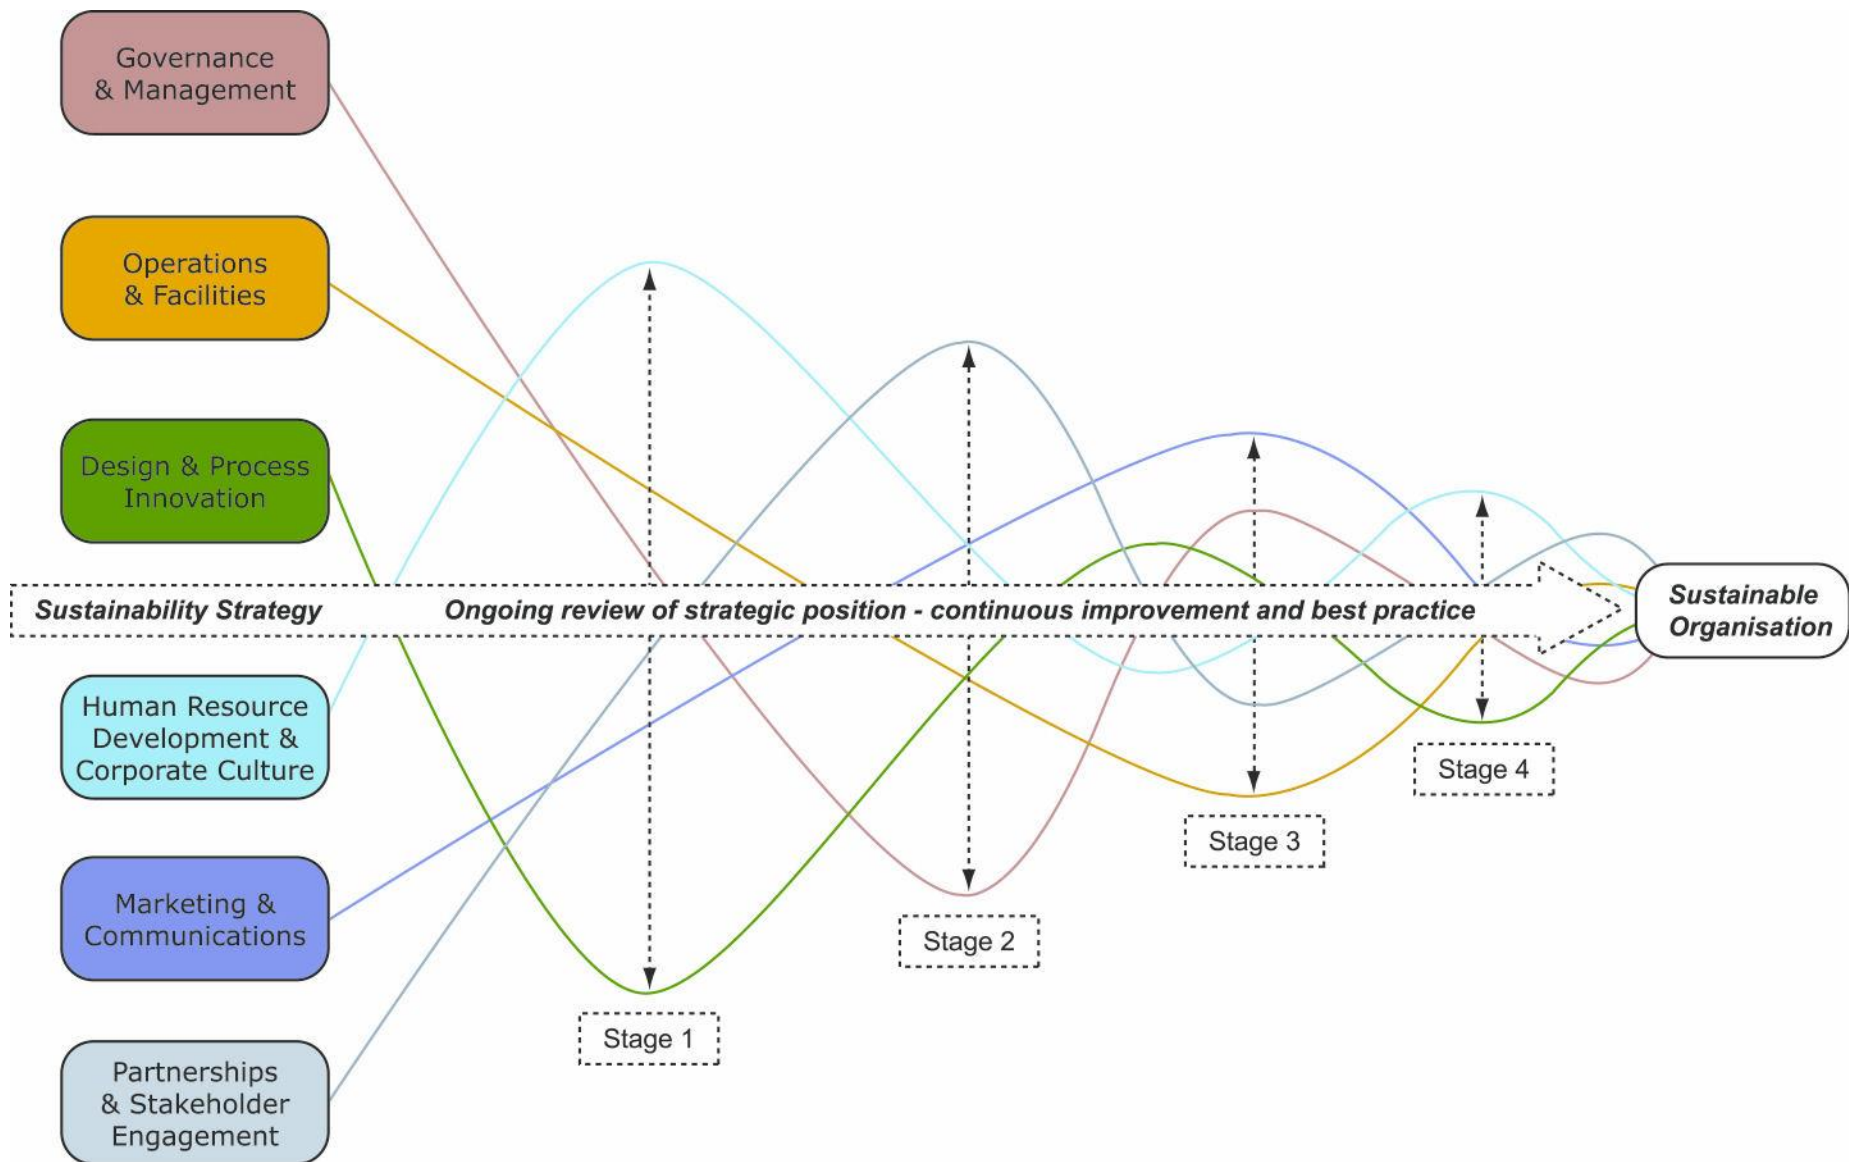 Governance
& Management
Operations
& Facilities
Design & Process
Innovation
Sustainability Strategy
Ongoing review of strategic position - continuous improvement and best practice
Sustainable
Organisation
Human Resource
Development &
Corporate Culture
Marketing &
Communications
Partnerships
& Stakeholder
Engagement
Stage 1
Stage 2
Stage 3
Stage 4